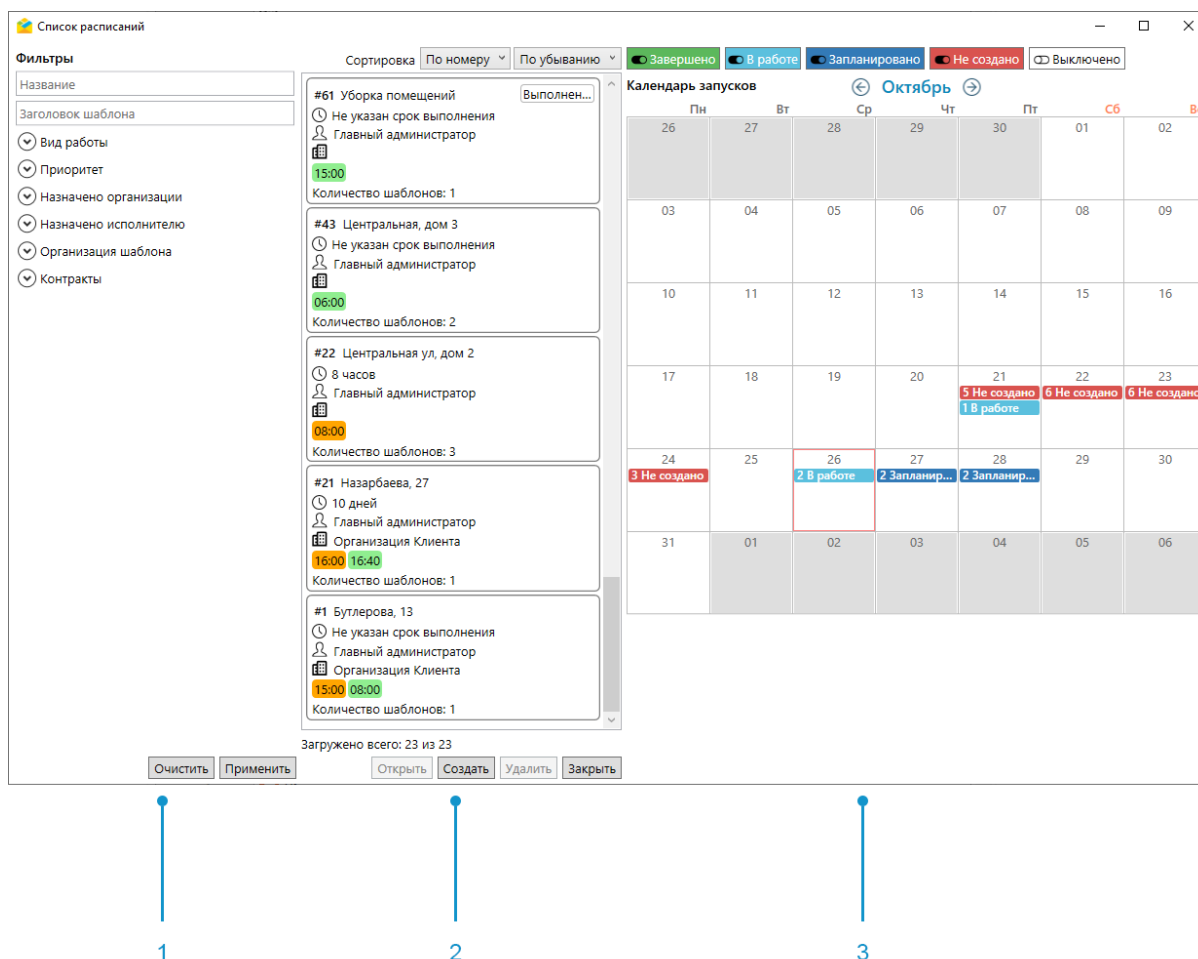 Список расписаний
Фильтры
Название
Заголовок шаблона
Вид работы
Приоритет
Назначено организации
Назначено исполнителю
Организация шаблона
Контракты
Очистить Применить
Сортировка По номеру По убыванию
#61 Уборка помещений Выполнен...
Не указан срок выполнения
Главный администратор
15:00
Количество шаблонов: 1
#43 Центральная, дом 3
Не указан срок выполнения
Главный администратор
06:00
Количество шаблонов: 2
#22 Центральная ул, дом 2
8 часов
Главный администратор
08:00
Количество шаблонов: 3
#21 Назарбаева, 27
10 дней
Главный администратор
Организация Клиента
16:00 16:40
Количество шаблонов: 1
#1 Бутлерова, 13
Не указан срок выполнения
Главный администратор
Организация Клиента
15:00 08:00
Количество шаблонов: 1
Загружено всего: 23 из 23
Открыть Создать Удалить Закрыть
Завершено В работе Запланировано Не создано Выключено
Календарь запусков Октябрь
Пн Вт Ср Чт Пт Сб
26 27 28 29 30 01 02
03 04 05 06 07 08 09
10 11 12 13 14 15 16
17 18 19 20 21 22 23
5 Не создано 6 Не создано 6 Не создано
1 В работе
24 25 26 27 28 29 30
3 Не создано 2 В работе 2 Запланир... 2 Запланир...
31 01 02 03 04 05 06
1 2 3